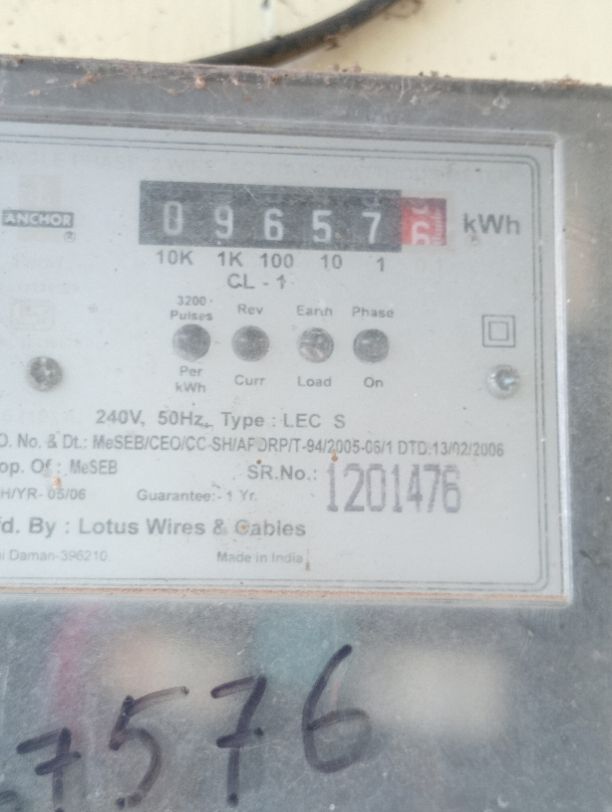 ANCHOR ®
0 9 6 5 7 6 kWh
10K 1K 100 10 1
CL - 1
3200 Pulses Rev Earth Phase
Per kWh Curr Load On
240V, 50Hz, Type : LEC S
O. No. & Dt.: MeSEB/CEO/CC-SH/APDRP/T-94/2005-06/1 DTD:13/02/2006
op. Of : MeSEB SR.No.: 1201476
H/YR- 05/06 Guarantee:- 1 Yr.
fd. By : Lotus Wires & Cables
i Daman-396210 Made in India
7576